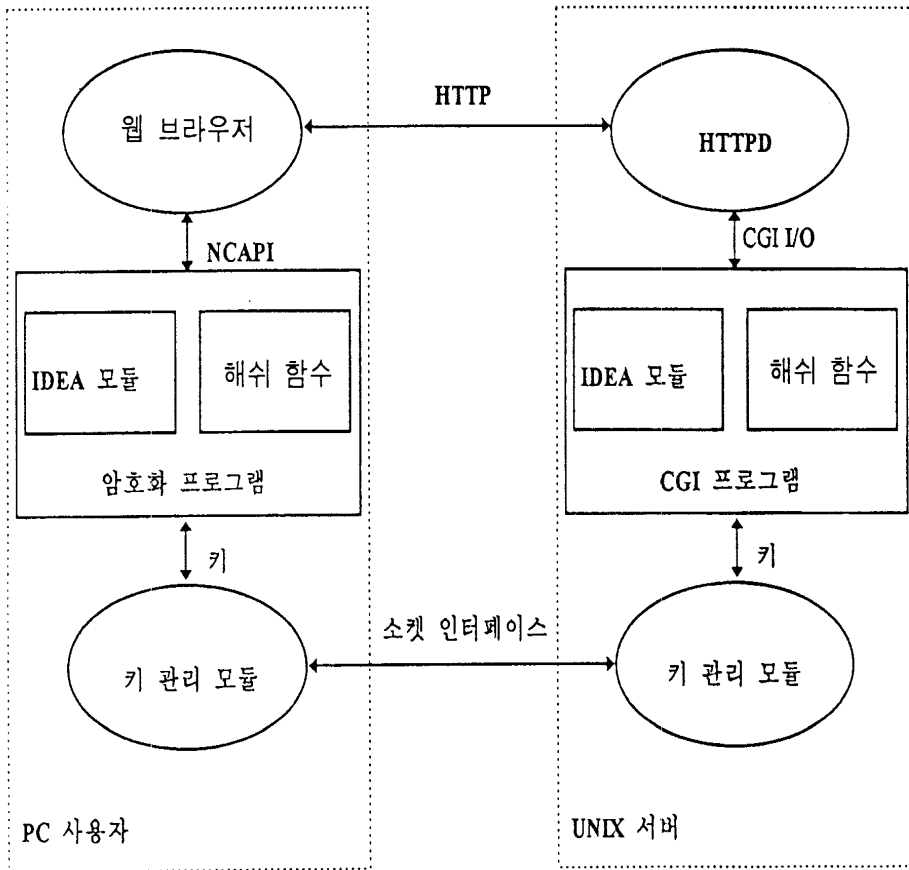 HTTP
웹 브라우저
HTTPD
NCAPI
CGI I/O
IDEA 모듈
해쉬 함수
IDEA 모듈
해쉬 함수
암호화 프로그램
CGI 프로그램
키
키
소켓 인터페이스
키 관리 모듈
키 관리 모듈
PC 사용자
UNIX 서버